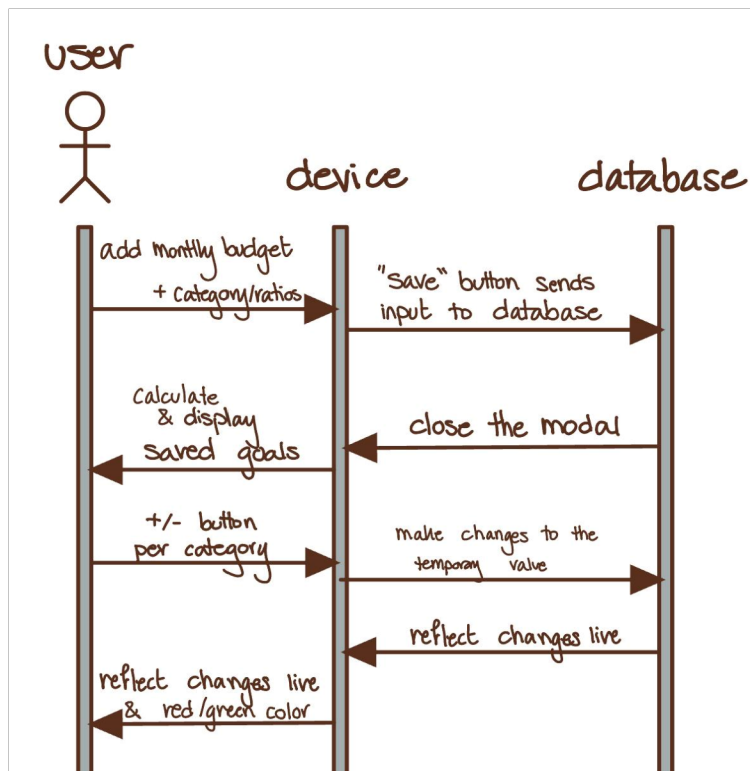 user
device
database
add monthly budget
+ category/ratios
"Save" button sends
input to database
calculate
& display
saved goals
close the modal
+/- button
per category
make changes to the
temporary value
reflect changes live
reflect changes live
& red/green color